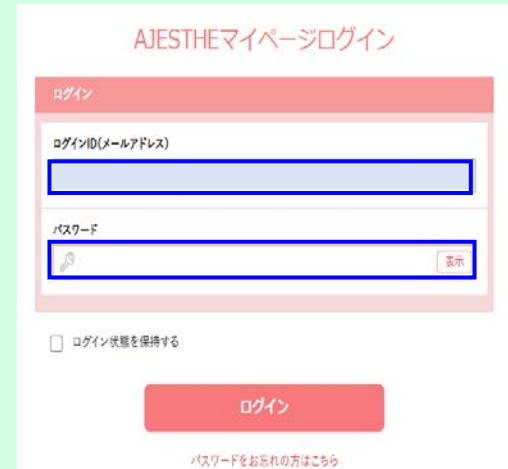 AJESTHEマイページログイン
ログイン
ログインID(メールアドレス)
パスワード
表示
ログイン状態を保持する
ログイン
パスワードをお忘れの方はこちら